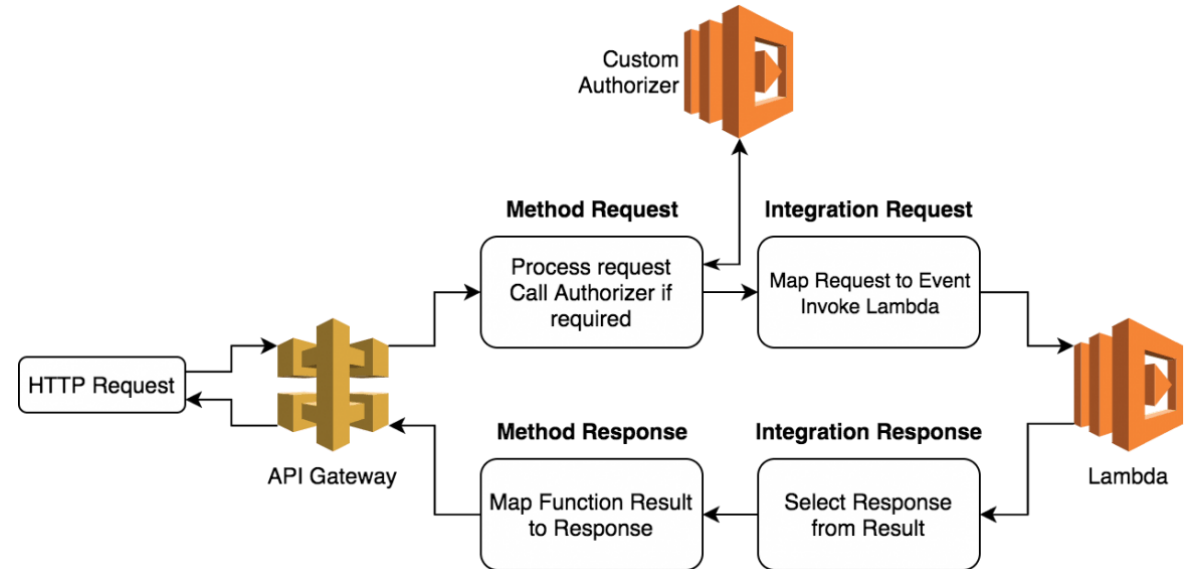 Custom
Authorizer
Method Request
Integration Request
Process request
Call Authorizer if
required
Map Request to Event
Invoke Lambda
HTTP Request
API Gateway
Method Response
Integration Response
Map Function Result
to Response
Select Response
from Result
Lambda